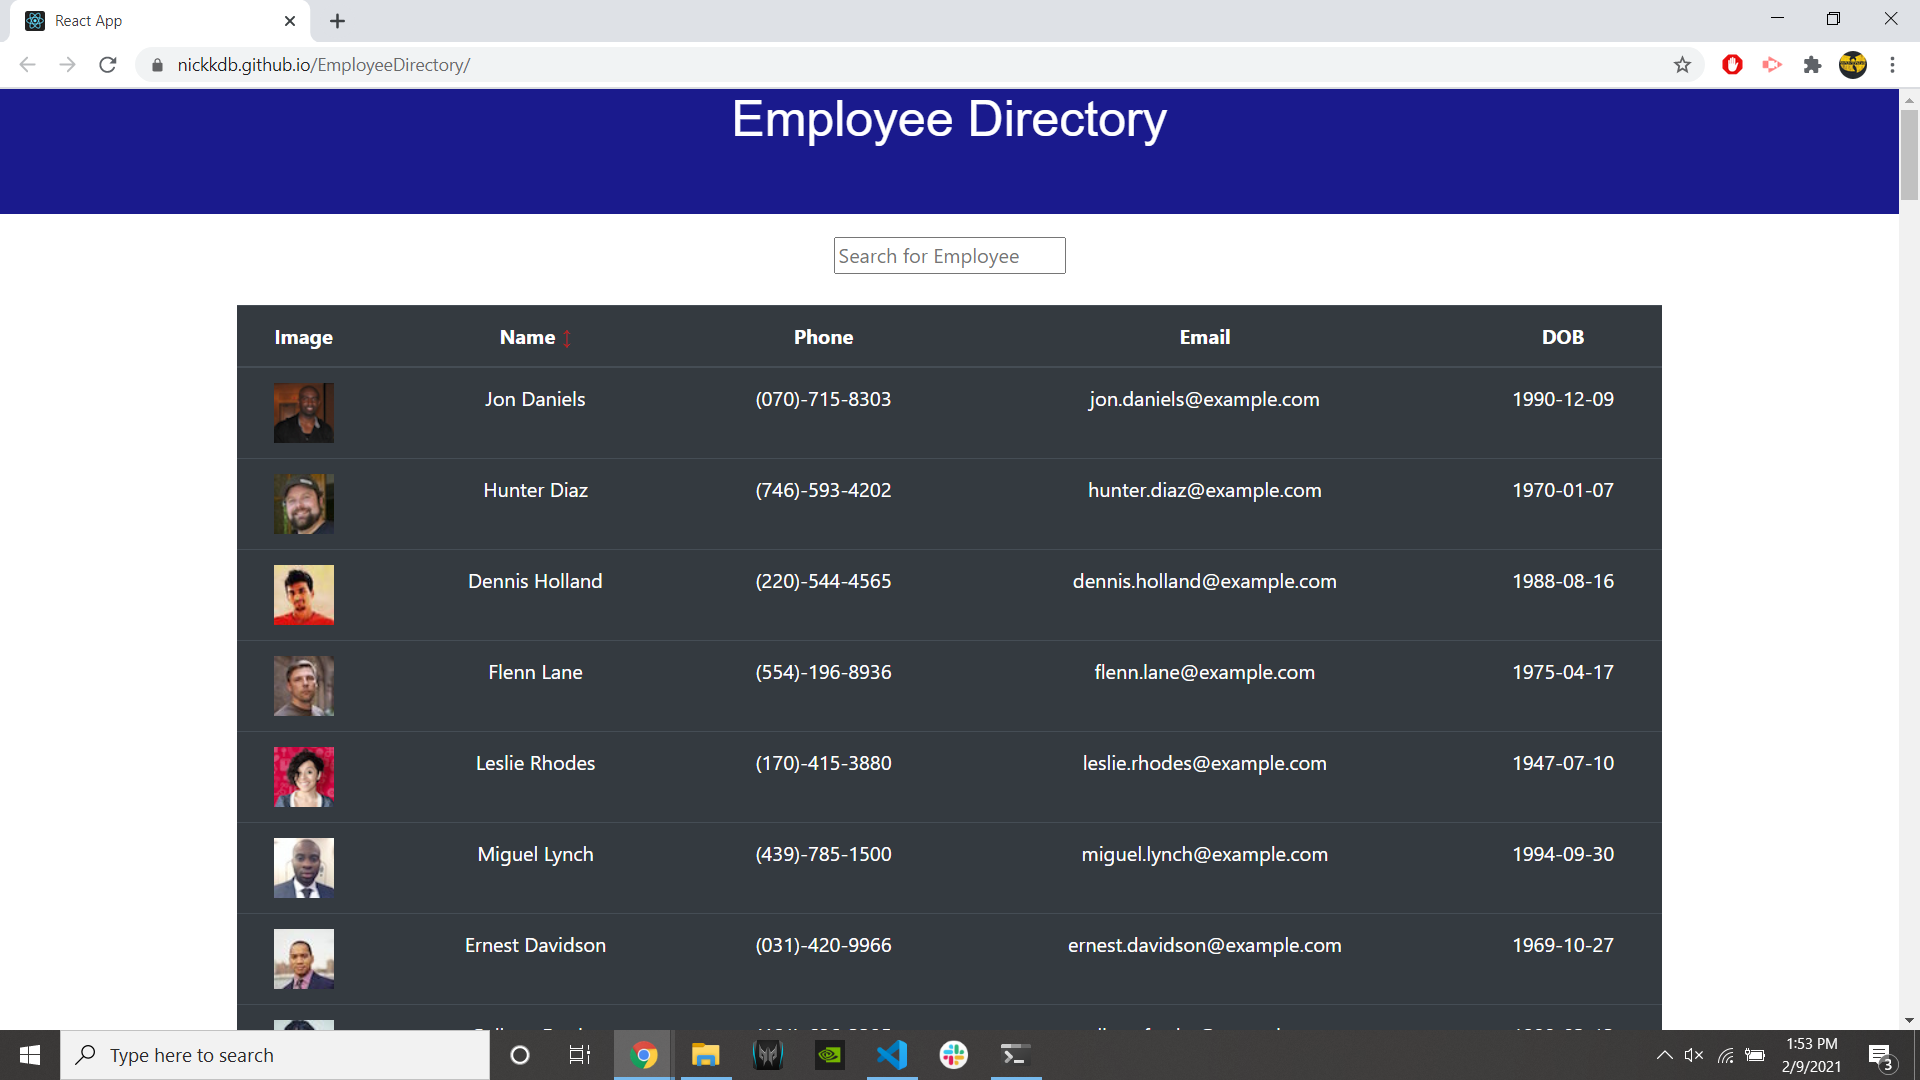 React App
nickkdb.github.io/EmployeeDirectory/
Employee Directory
Search for Employee
Image Name Phone Email DOB
Jon Daniels (070)-715-8303 jon.daniels@example.com 1990-12-09
Hunter Diaz (746)-593-4202 hunter.diaz@example.com 1970-01-07
Dennis Holland (220)-544-4565 dennis.holland@example.com 1988-08-16
Flenn Lane (554)-196-8936 flenn.lane@example.com 1975-04-17
Leslie Rhodes (170)-415-3880 leslie.rhodes@example.com 1947-07-10
Miguel Lynch (439)-785-1500 miguel.lynch@example.com 1994-09-30
Ernest Davidson (031)-420-9966 ernest.davidson@example.com 1969-10-27
Type here to search
1:53 PM
2/9/2021
3